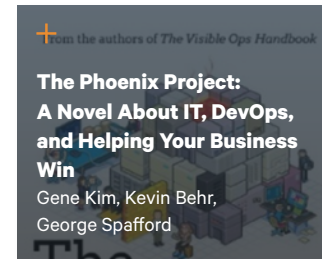 From the authors of The Visible Ops Handbook
The Phoenix Project:
A Novel About IT, DevOps,
and Helping Your Business
Win
Gene Kim, Kevin Behr,
George Spafford
The